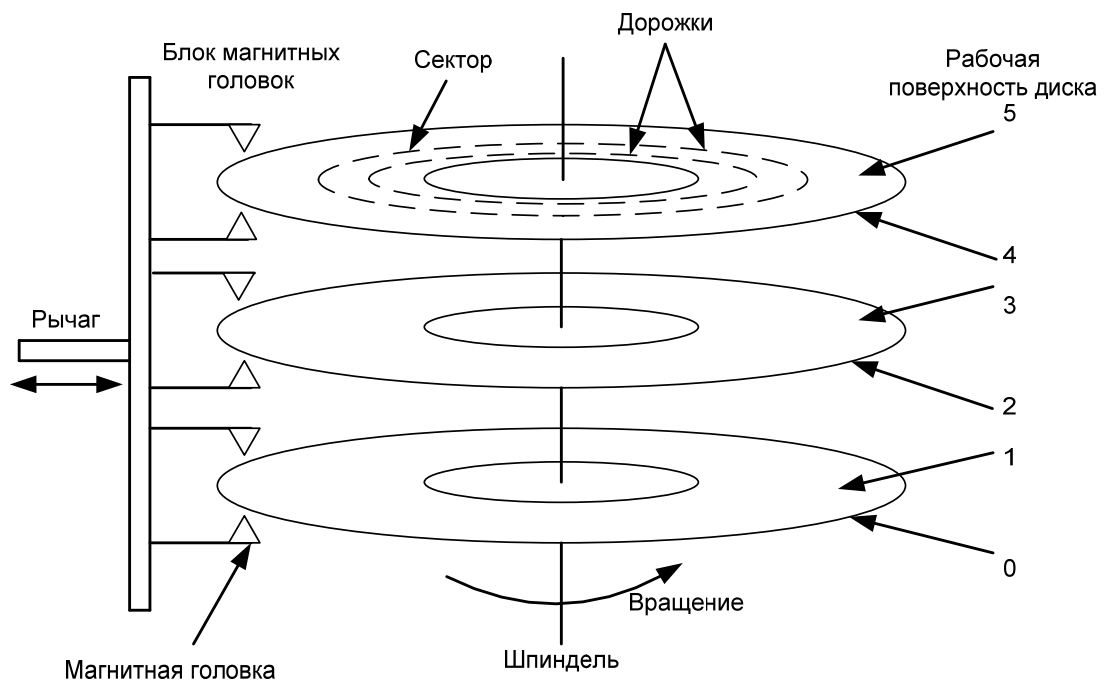 Дорожки
Блок магнитных
головок
Сектор
Рабочая
поверхность диска
5
4
3
Рычаг
2
1
0
Вращение
Шпиндель
Магнитная головка